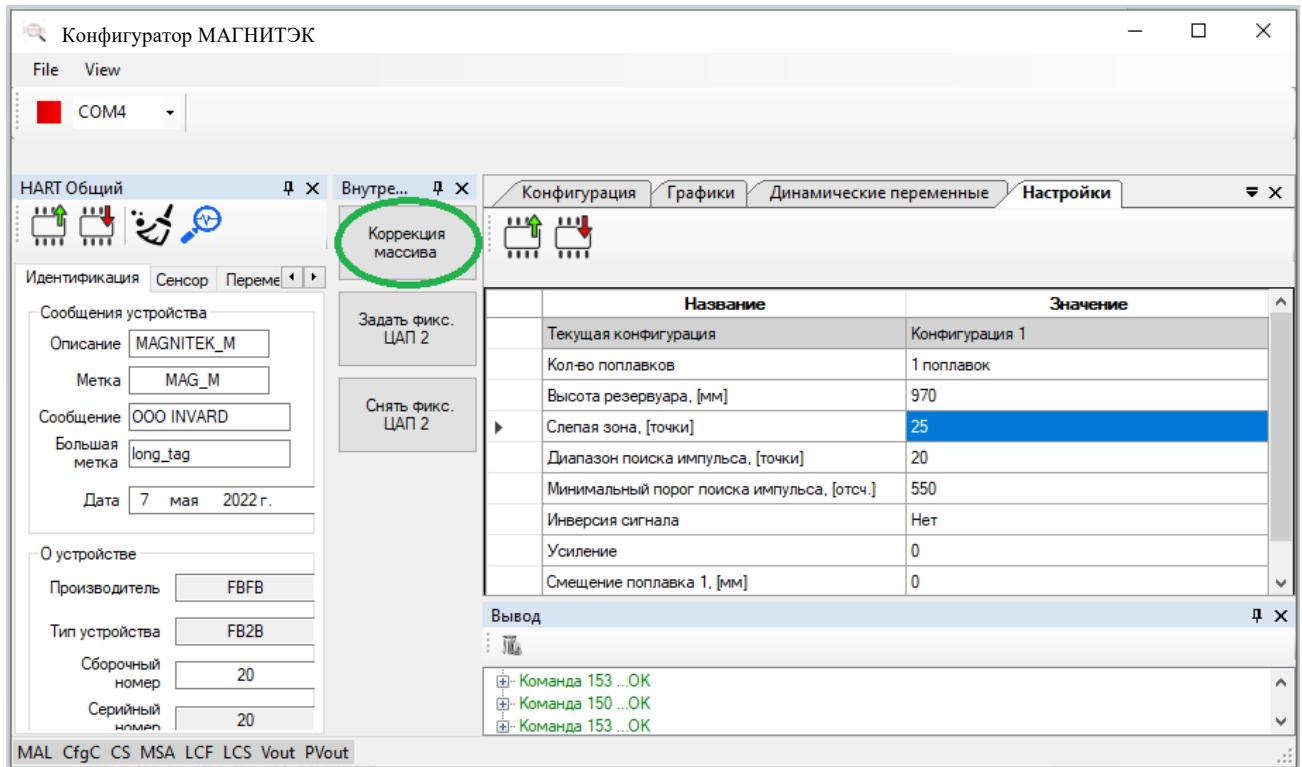 Конфигуратор МАГНИТЭК
File View
COM4
HART Общий
Идентификация Сенсор Переме
Сообщения устройства
Описание MAGNITEK_M
Метка MAG_M
Сообщение OOO INVARD
Большая
метка long_tag
Дата 7 мая 2022 г.
О устройстве
Производитель FBFB
Тип устройства FB2B
Сборочный
номер 20
Серийный
номер 20
Внутре...
Коррекция
массива
Задать фикс.
ЦАП 2
Снять фикс.
ЦАП 2
Конфигурация Графики Динамические переменные Настройки
Название Значение
Текущая конфигурация Конфигурация 1
Кол-во поплавков 1 поплавок
Высота резервуара, [мм] 970
Слепая зона, [точки] 25
Диапазон поиска импульса, [точки] 20
Минимальный порог поиска импульса, [отсч.] 550
Инверсия сигнала Нет
Усиление 0
Смещение поплавка 1, [мм] 0
Вывод
Команда 153 ...OK
Команда 150 ...OK
Команда 153 ...OK
MAL CfgC CS MSA LCF LCS Vout PVout